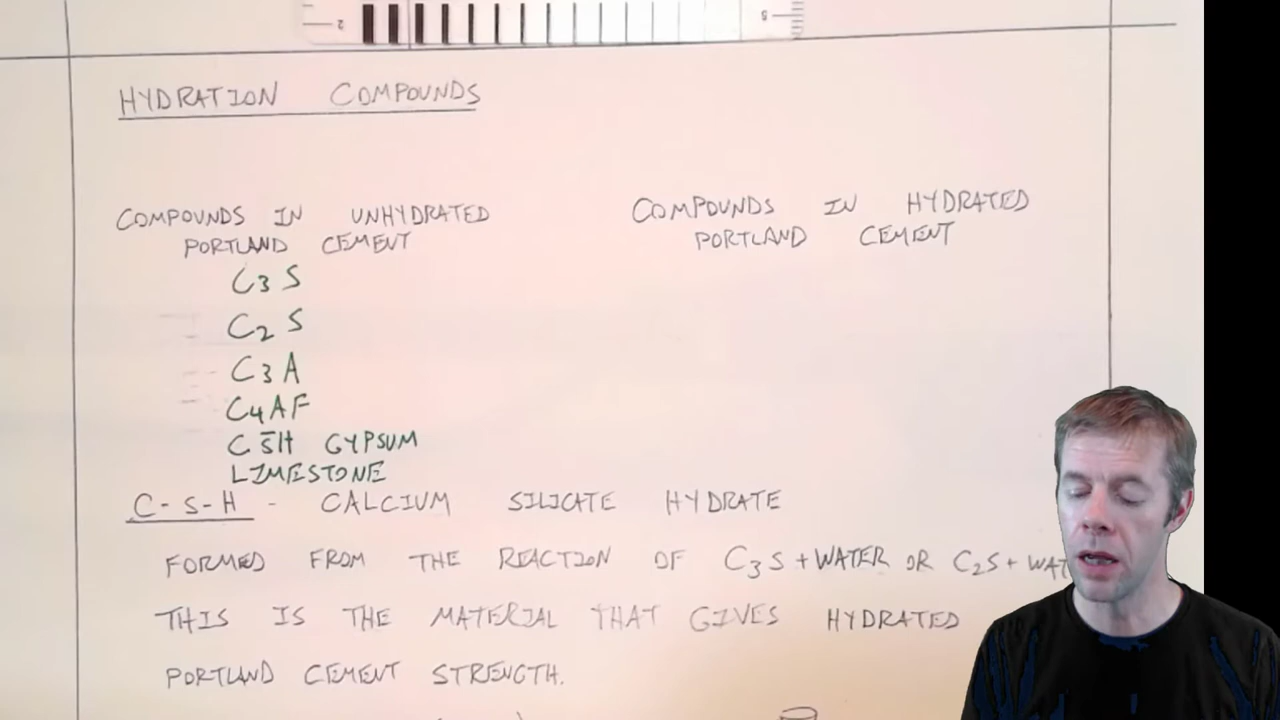 2 5
HYDRATION COMPOUNDS
COMPOUNDS IN UNHYDRATED
PORTLAND CEMENT
COMPOUNDS IN HYDRATED
PORTLAND CEMENT
C3S
C2S
C3A
C4AF
CS̄H GYPSUM
LIMESTONE
C-S-H - CALCIUM SILICATE HYDRATE
FORMED FROM THE REACTION OF C3S + WATER OR C2S + WAT
THIS IS THE MATERIAL THAT GIVES HYDRATED
PORTLAND CEMENT STRENGTH.